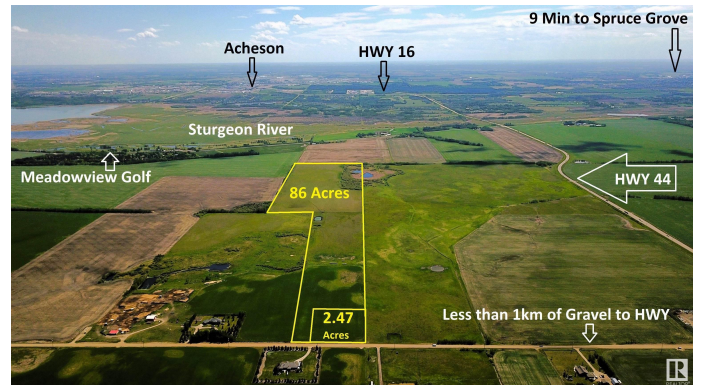 9 Min to Spruce Grove
Acheson
HWY 16
Sturgeon River
Meadowview Golf
86 Acres
HWY 44
2.47
Acres
Less than 1km of Gravel to HWY
R